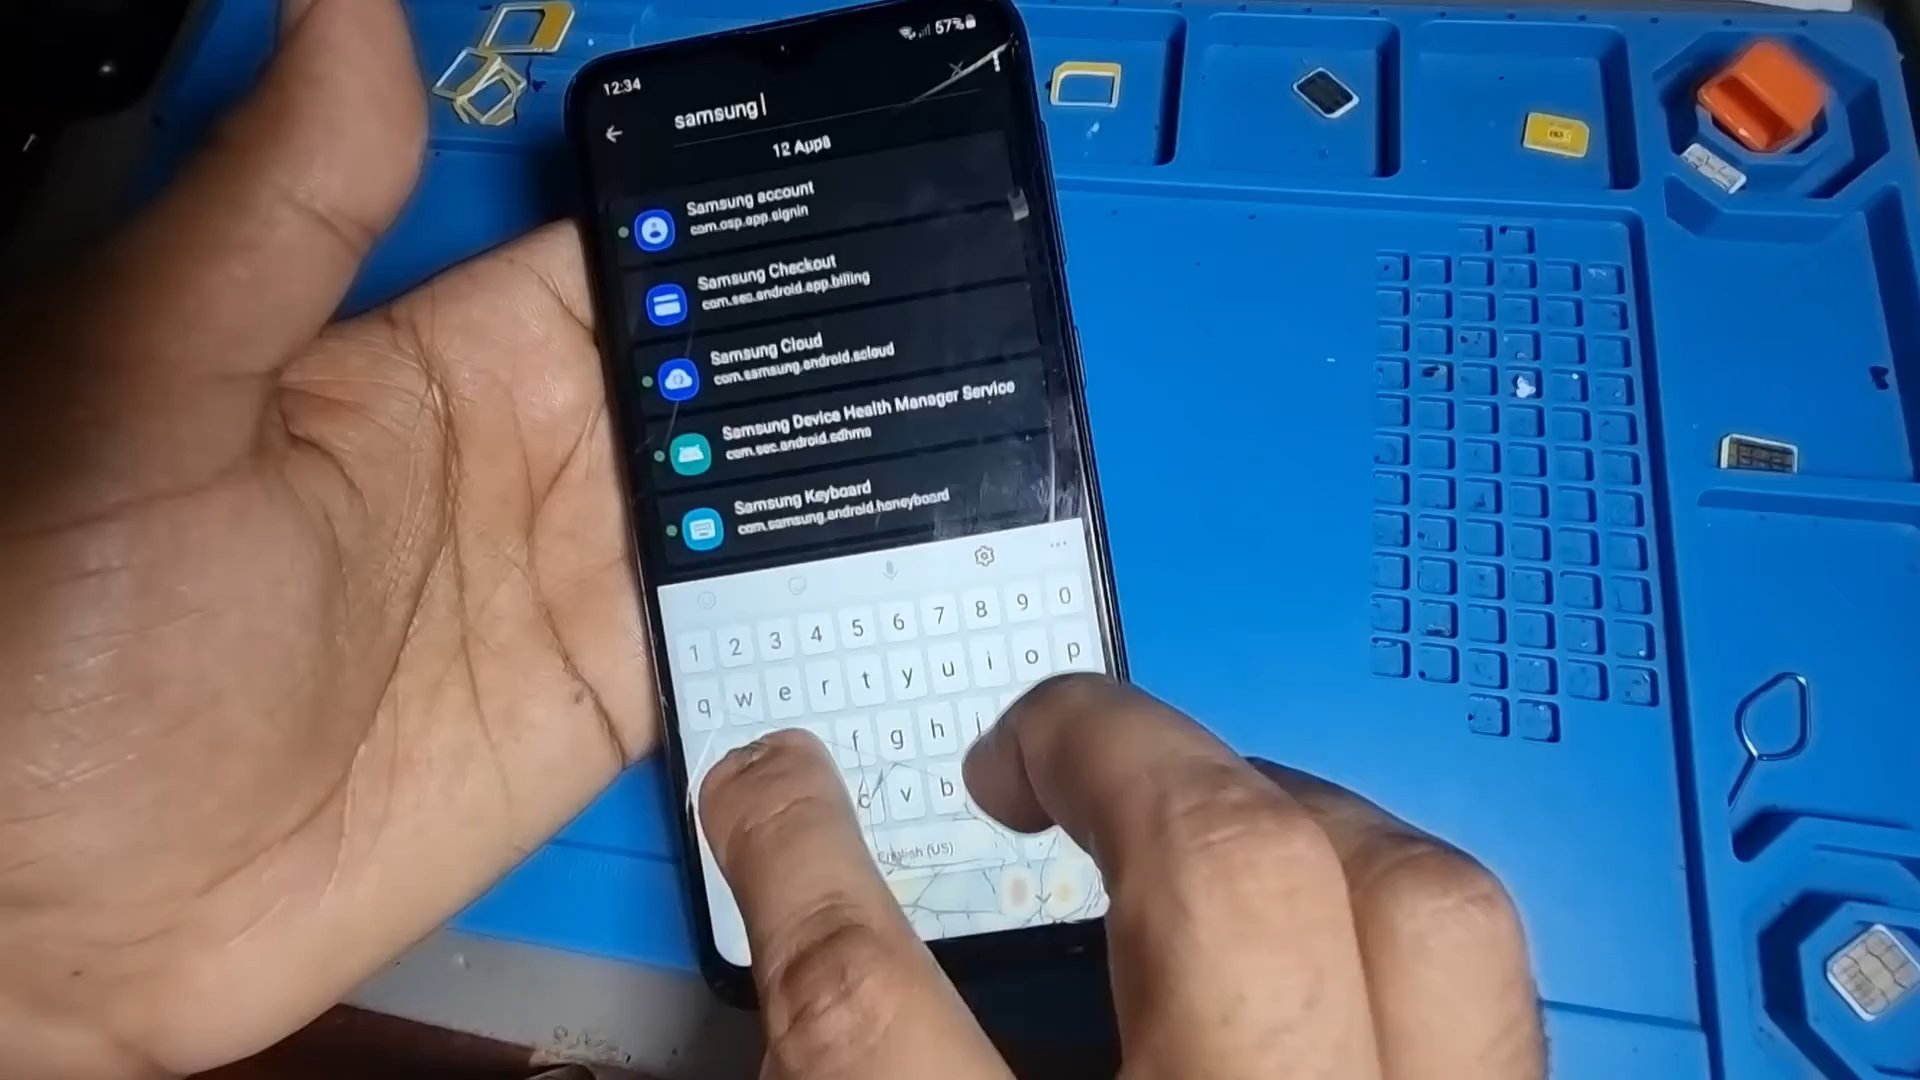 57%
12:34
samsung
12 Apps
Samsung account
com.osp.app.signin
Samsung Checkout
com.sec.android.app.billing
Samsung Cloud
com.samsung.android.scloud
Samsung Device Health Manager Service
com.sec.android.sdhms
Samsung Keyboard
com.samsung.android.honeyboard
1 2 3 4 5 6 7 8 9 0
q w e r t y u i o p
f g h j
c v b
English (US)